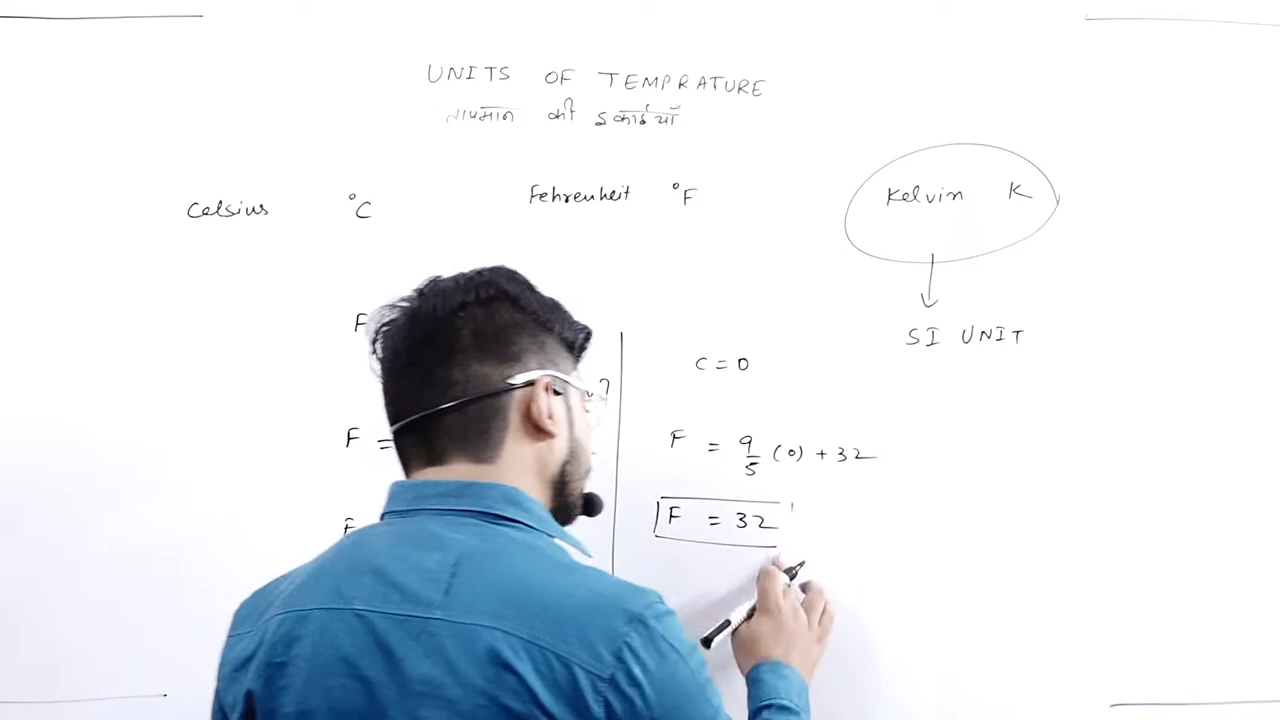 UNITS OF TEMPRATURE
तापमान की इकाईयाँ
Celsius °C
Fehrenheit °F
Kelvin K
SI UNIT
F
F =
F
C = 0
F = 9/5 (0) + 32
F = 32